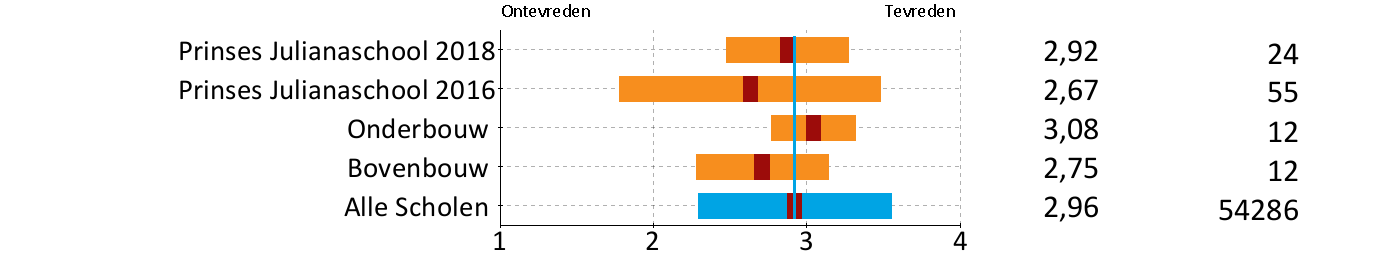 Ontevreden Tevreden
Prinses Julianaschool 2018 2,92 24
Prinses Julianaschool 2016 2,67 55
Onderbouw 3,08 12
Bovenbouw 2,75 12
Alle Scholen 2,96 54286
1 2 3 4